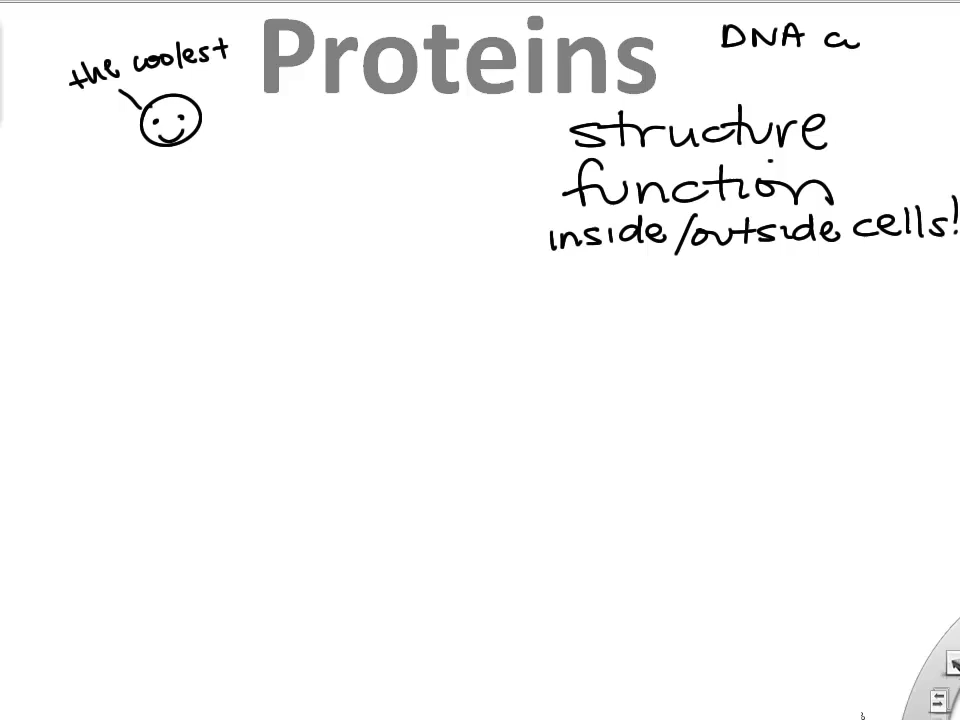 the coolest
Proteins
DNA a
structure
function
inside/outside cells!